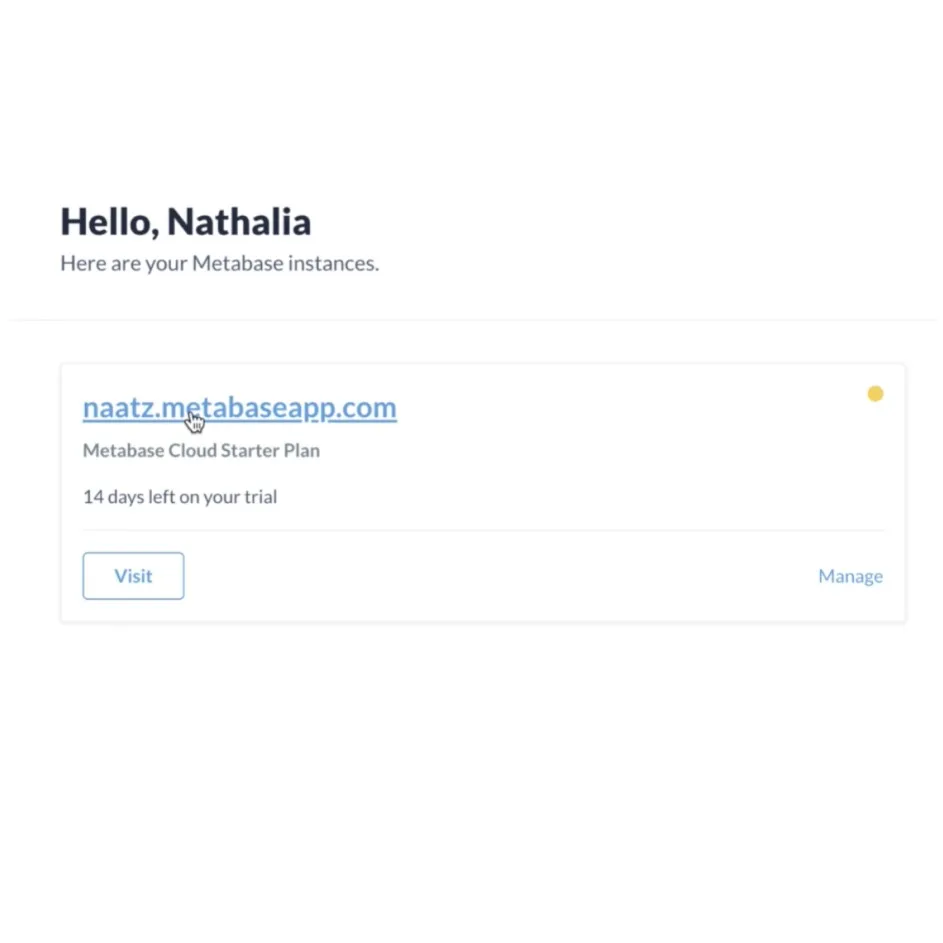 Hello, Nathalia
Here are your Metabase instances.
naatz.metabaseapp.com
Metabase Cloud Starter Plan
14 days left on your trial
Visit
Manage